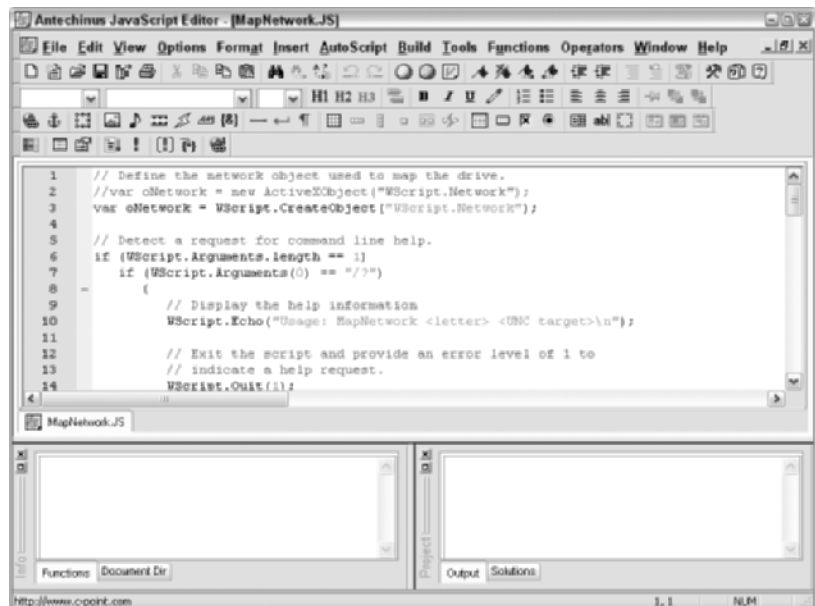 Antechinus JavaScript Editor - [MapNetwork.JS]
File Edit View Options Format Insert AutoScript Build Tools Functions Operators Window Help
H1 H2 H3 B I U
abl
1 // Define the network object used to map the drive.
2 //var oNetwork = new ActiveXObject("WScript.Network");
3 var oNetwork = WScript.CreateObject("WScript.Network");
4
5 // Detect a request for command line help.
6 if (WScript.Arguments.length == 1)
7 if (WScript.Arguments(0) == "/?")
8 {
9 // Display the help information
10 WScript.Echo("Usage: MapNetwork <letter> <UNC target>\n");
11
12 // Exit the script and provide an error level of 1 to
13 // indicate a help request.
14 WScript.Quit(1);
MapNetwork.JS
Info
Functions Document Dir
Project
Output Solutions
http://www.c-point.com 1, 1 NUM